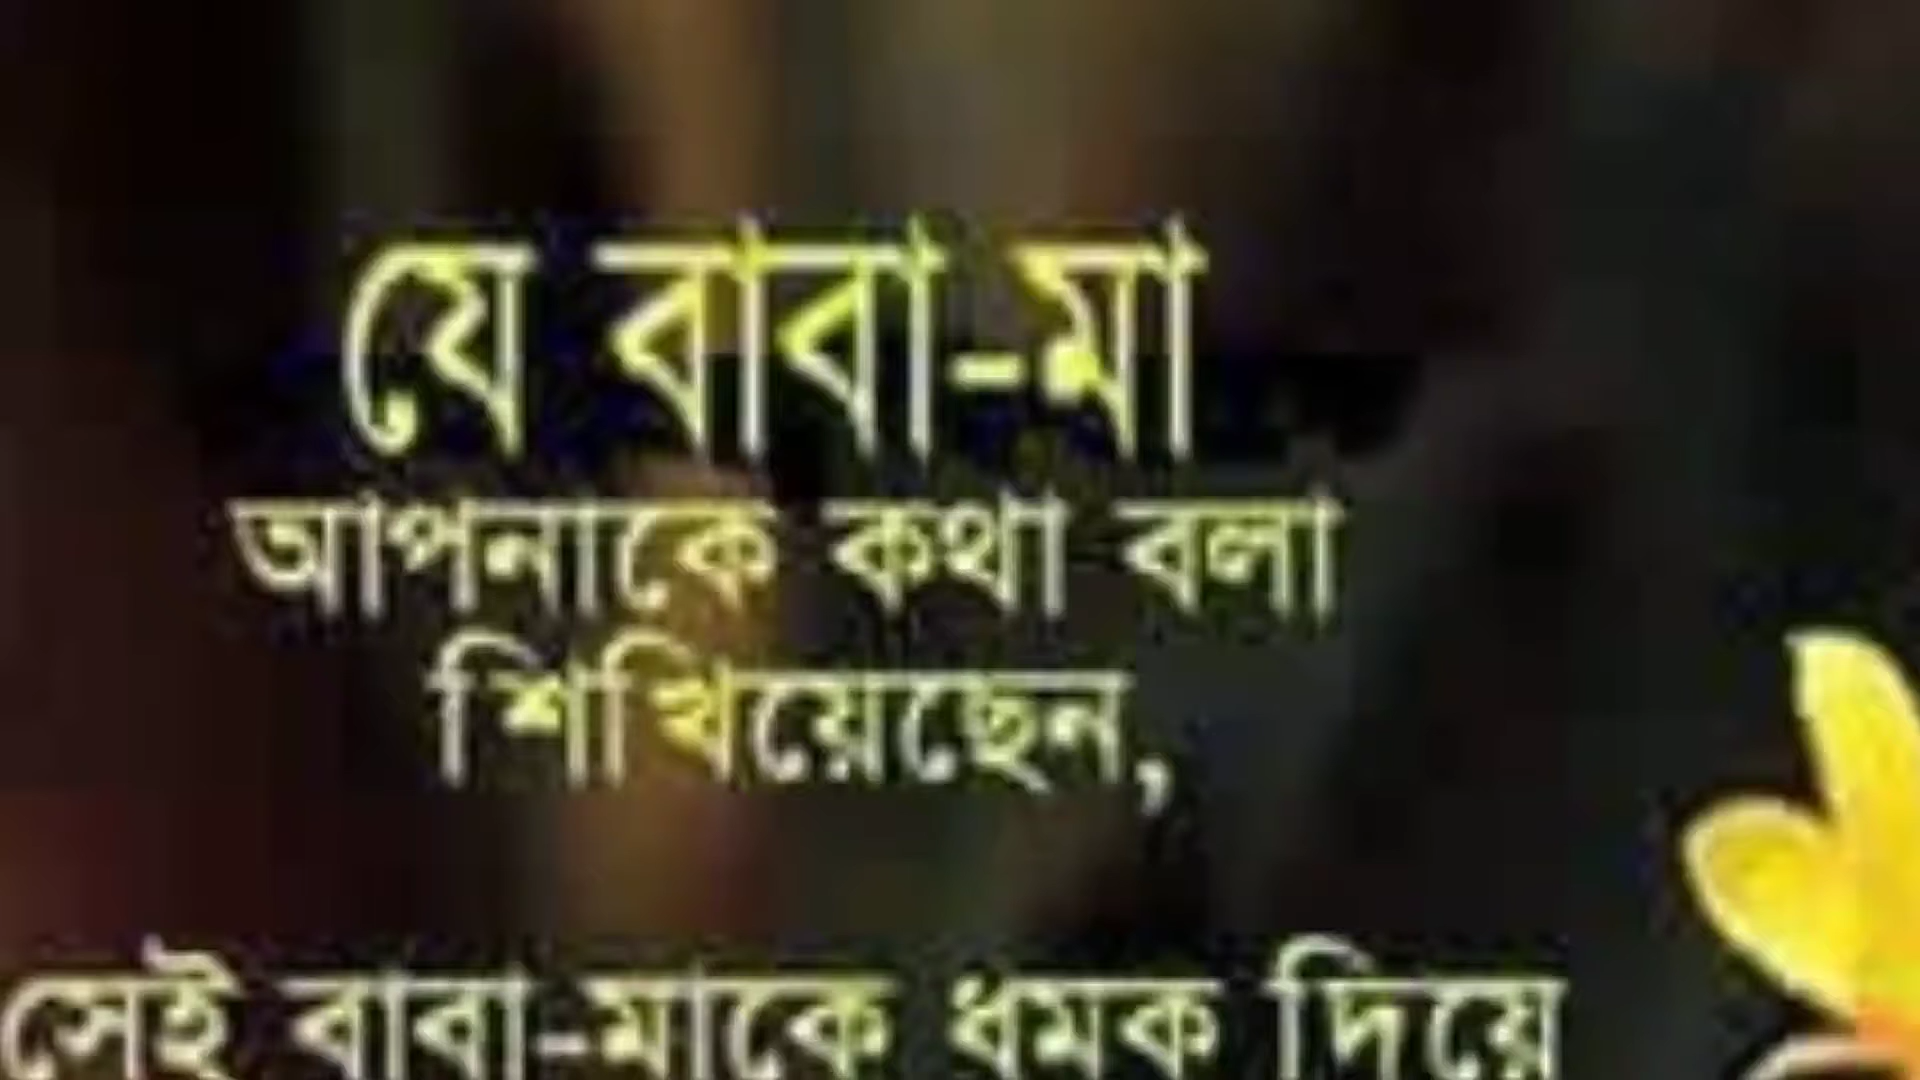 যে বাবা-মা
আপনাকে কথা বলা
শিখিয়েছেন,
সেই বাবা-মাকে ধমক দিয়ে